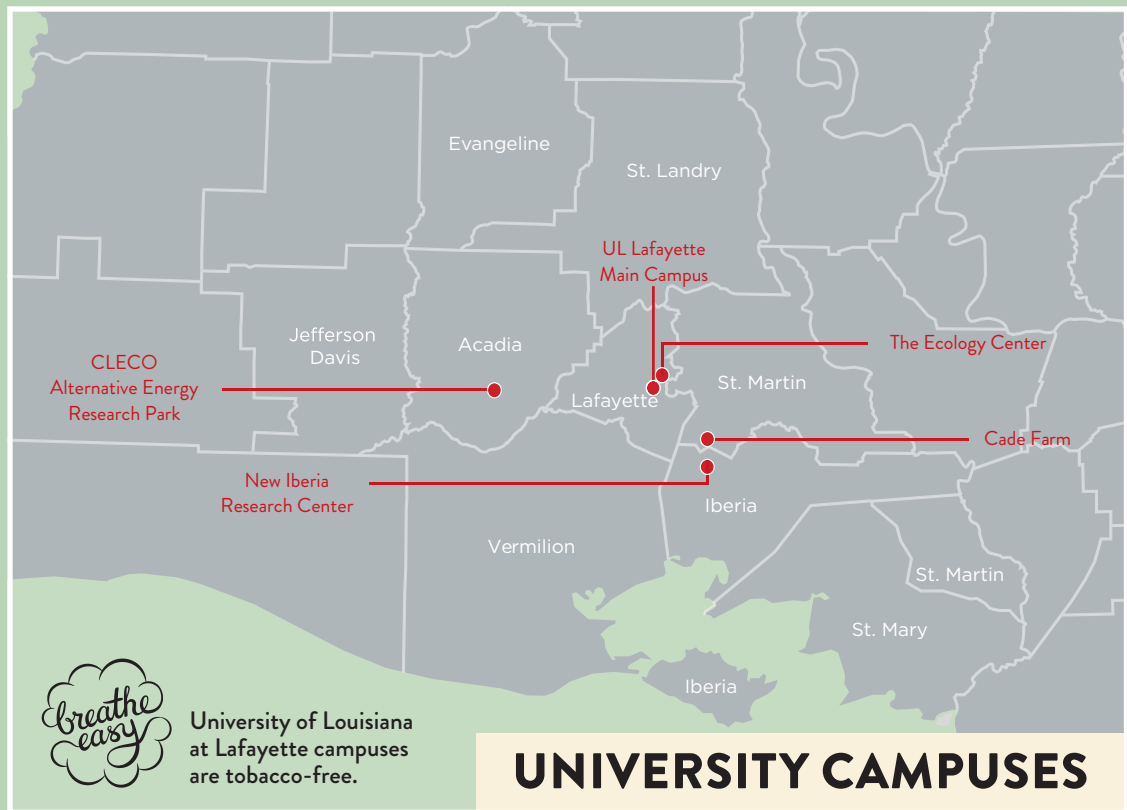 Evangeline
St. Landry
UL Lafayette
Main Campus
Jefferson
Davis
Acadia
The Ecology Center
CLECO
Alternative Energy
Research Park
St. Martin
Lafayette
Cade Farm
New Iberia
Research Center
Iberia
Vermilion
St. Martin
St. Mary
Iberia
breathe
easy
University of Louisiana
at Lafayette campuses
are tobacco-free.
UNIVERSITY CAMPUSES